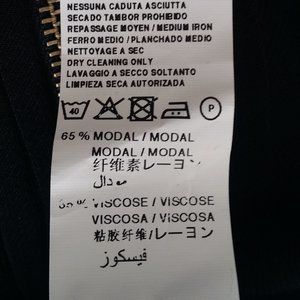 NESSUNA CADUTA ASCIUTTA
SECADO TAMBOR PROHIBIDO
REPASSAGE MOYEN / MEDIUM IRON
FERRO MEDIO / PLANCHADO MEDIO
NETTOYAGE A SEC
DRY CLEANING ONLY
LAVAGGIO A SECCO SOLTANTO
LIMPIEZA SECA AUTORIZADA
40 P
65 % MODAL / MODAL
MODAL / MODAL
纤维素レーヨン
مودال
% VISCOSE / VISCOSE
VISCOSA / VISCOSA
粘胶纤维/レーヨン
فيسكوز